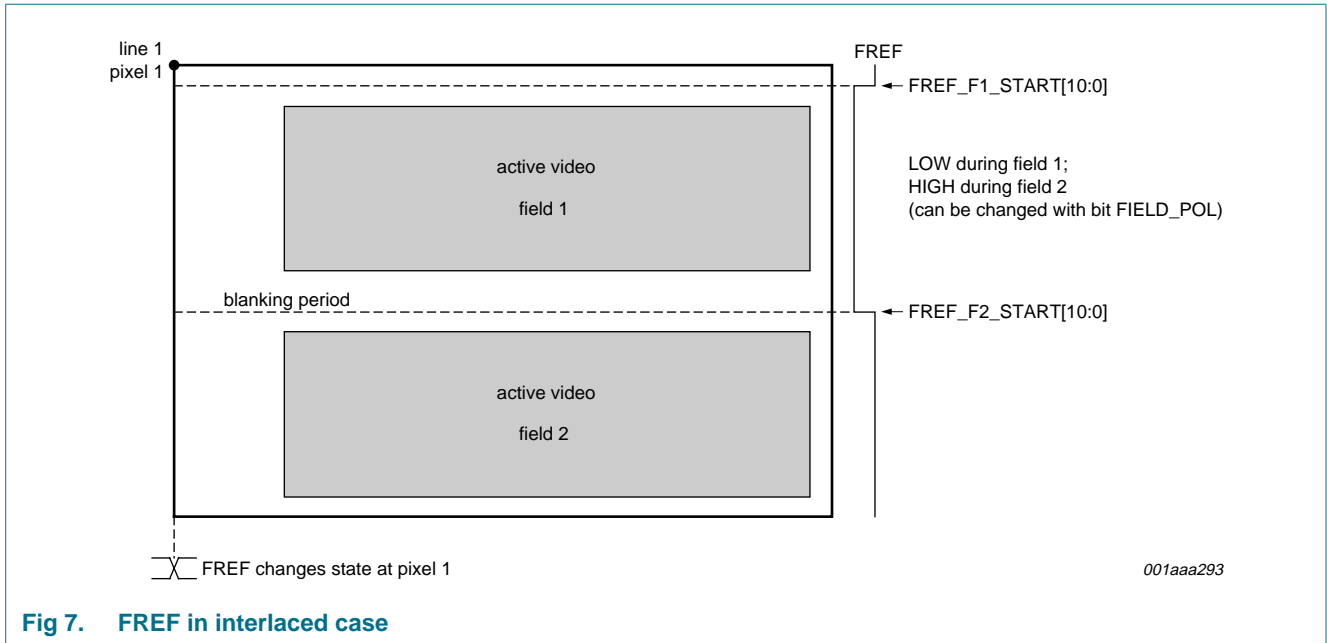 line 1
pixel 1
FREF
FREF_F1_START[10:0]
active video
field 1
LOW during field 1;
HIGH during field 2
(can be changed with bit FIELD_POL)
blanking period
FREF_F2_START[10:0]
active video
field 2
FREF changes state at pixel 1
001aaa293
Fig 7. FREF in interlaced case